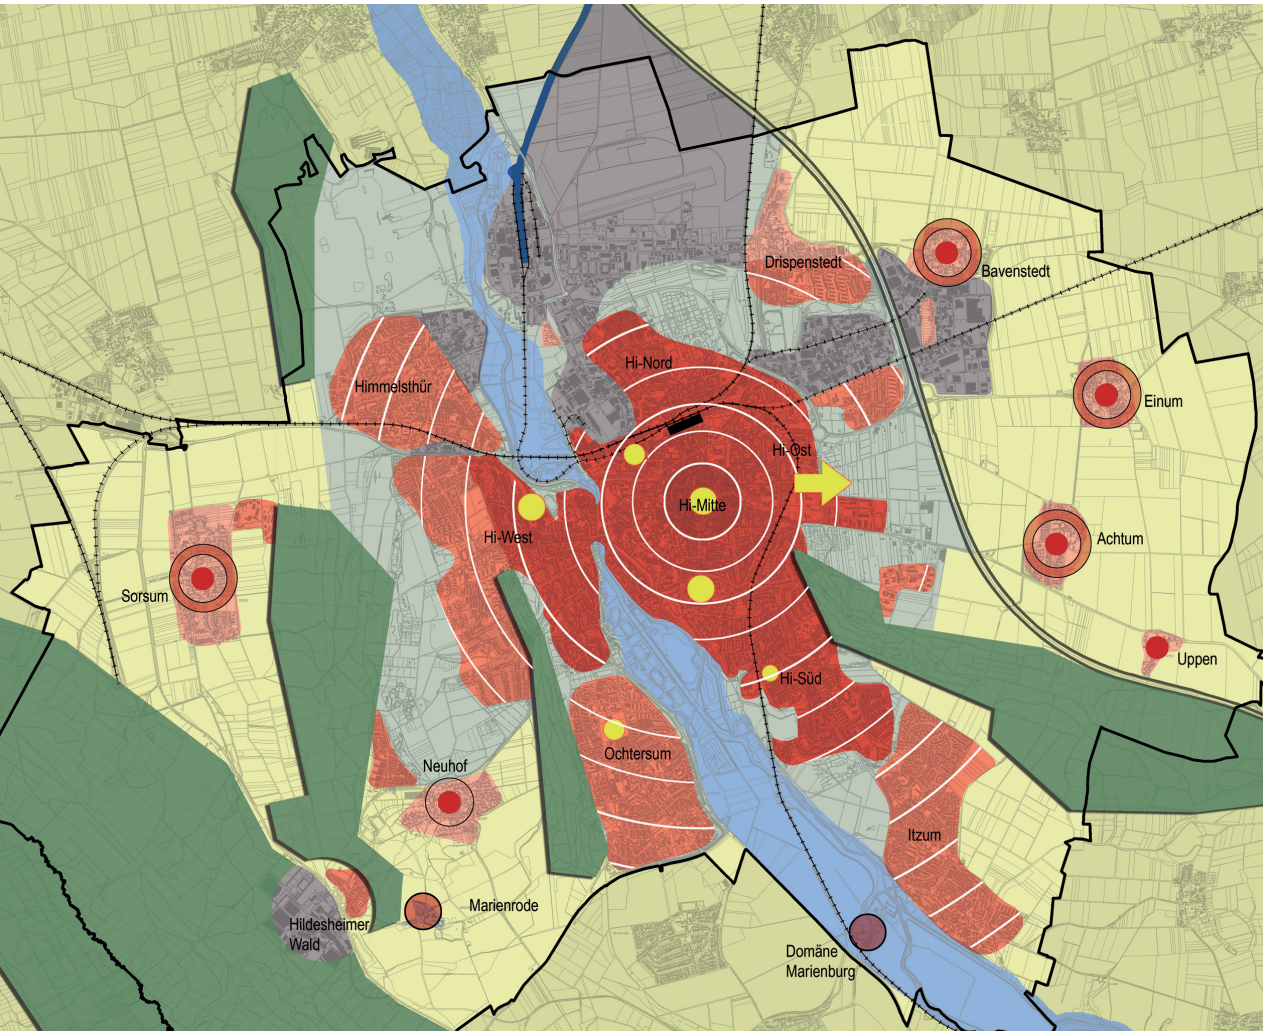 Drispenstedt
Bavenstedt
Hi-Nord
Himmelsthür
Einum
Hi-Ost
Hi-Mitte
Hi-West
Achtum
Sorsum
Uppen
Hi-Süd
Ochtersum
Neuhof
Itzum
Marienrode
Hildesheimer
Wald
Domäne
Marienburg